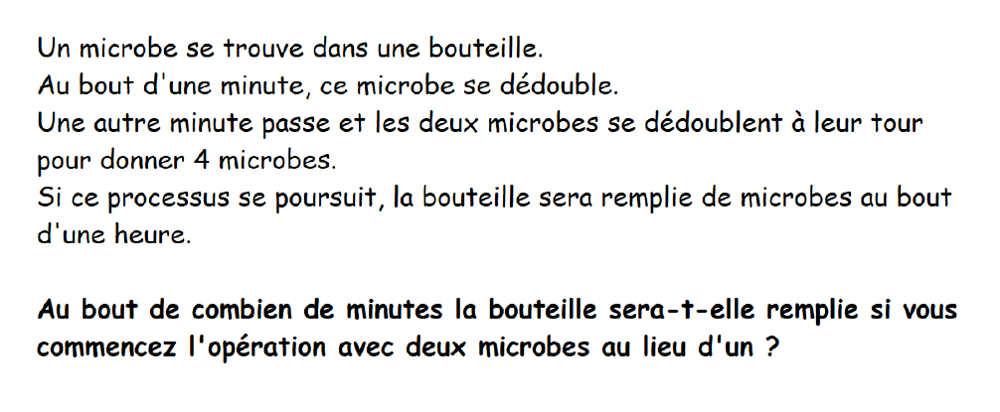 Un microbe se trouve dans une bouteille.
Au bout d'une minute, ce microbe se dédouble.
Une autre minute passe et les deux microbes se dédoublent à leur tour
pour donner 4 microbes.
Si ce processus se poursuit, la bouteille sera remplie de microbes au bout
d'une heure.
Au bout de combien de minutes la bouteille sera-t-elle remplie si vous
commencez l'opération avec deux microbes au lieu d'un ?